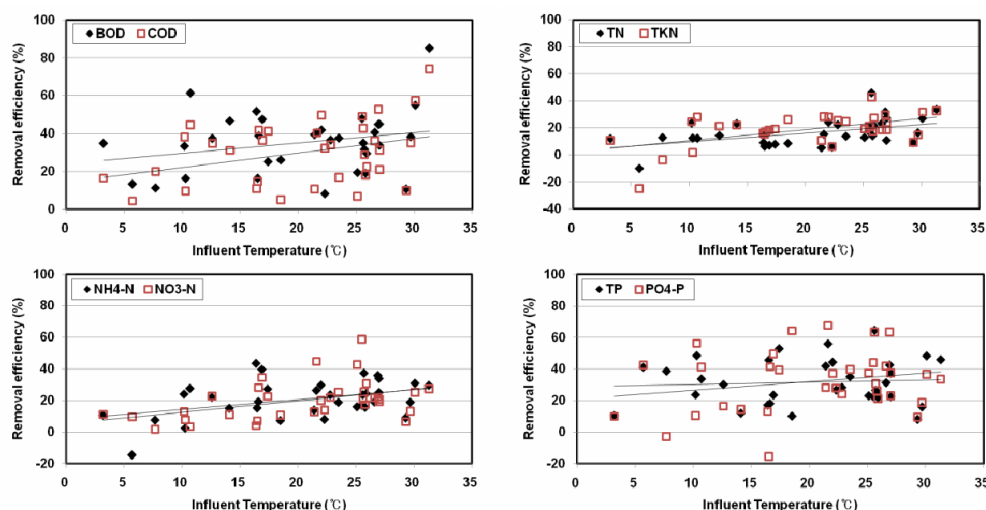 BOD COD
Removal efficiency (%)
100
80
60
40
20
0
0 5 10 15 20 25 30 35
Influent Temperature (℃)
TN TKN
Removal efficiency (%)
100
80
60
40
20
0
-20
-40
0 5 10 15 20 25 30 35
Influent Temperature (℃)
NH4-N NO3-N
Removal efficiency (%)
100
80
60
40
20
0
-20
0 5 10 15 20 25 30 35
Influent Temperature (℃)
TP PO4-P
Removal efficiency (%)
100
80
60
40
20
0
-20
0 5 10 15 20 25 30 35
Influent Temperature (℃)